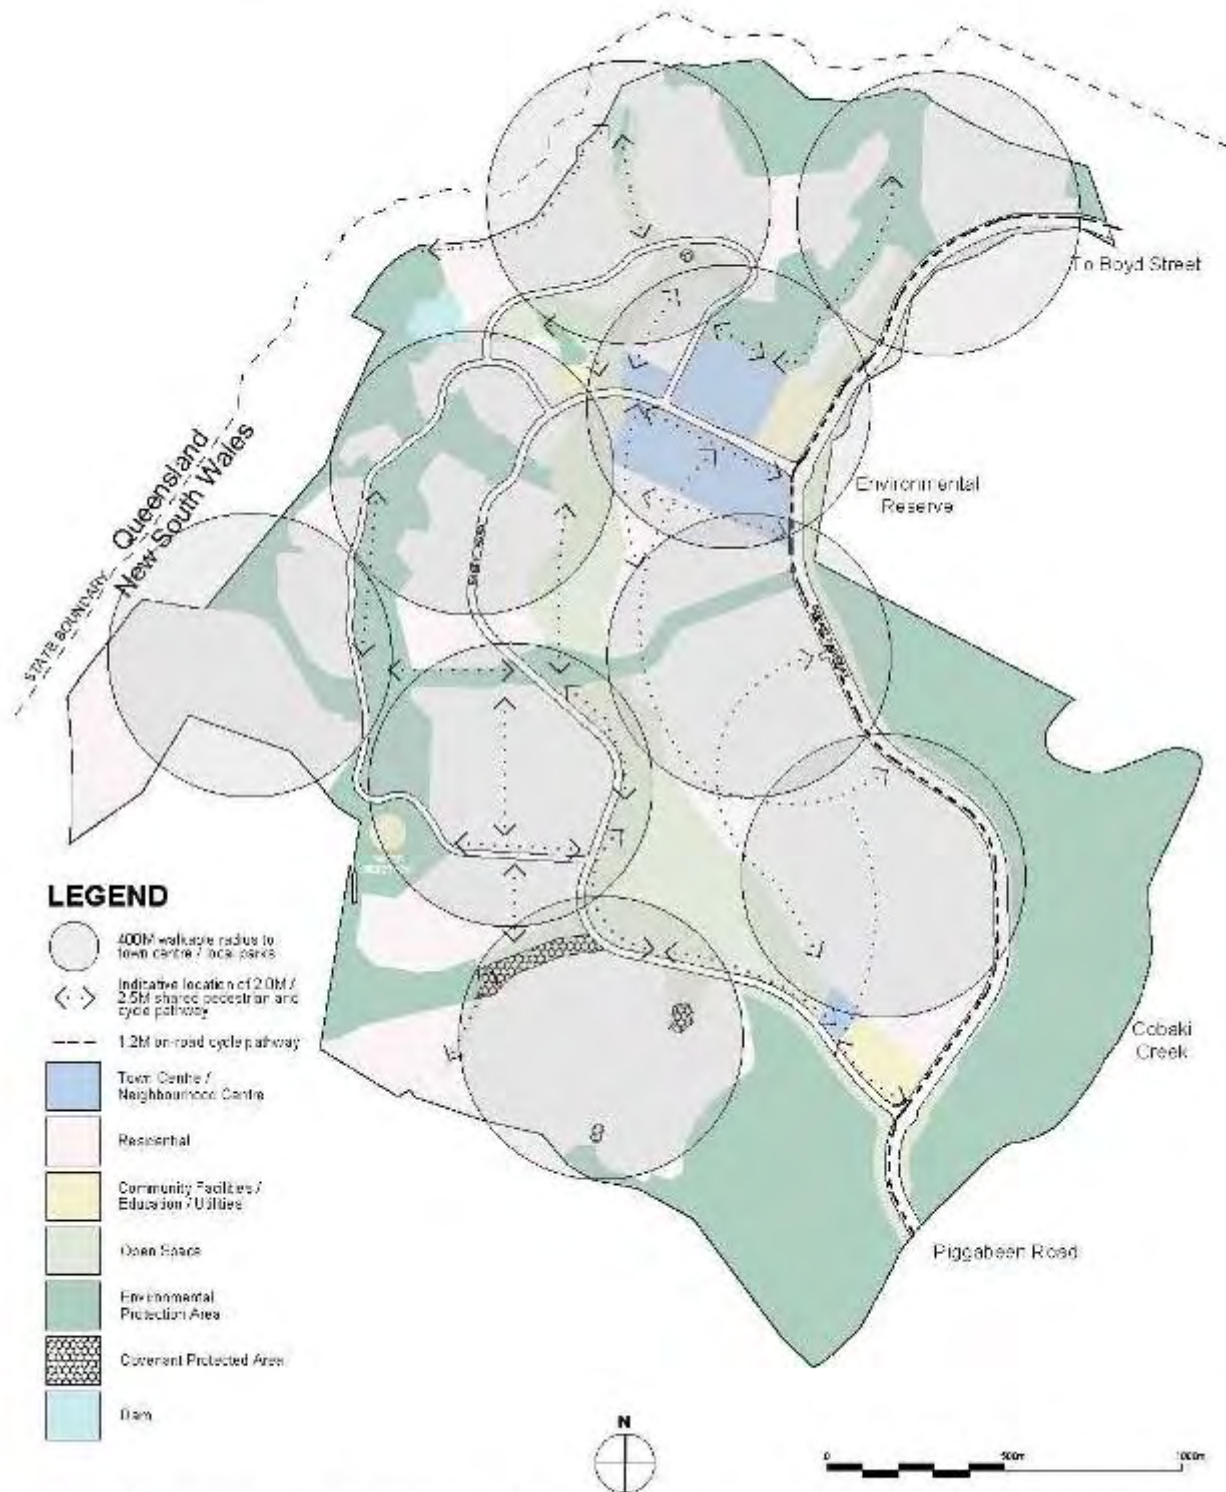 To Boyd Street
Queensland
New South Wales
STATE BOUNDARY
Environmental
Reserve
LEGEND
400M walkable radius to
town centre / local parks
Indicative location of 2.0M /
2.5M shared pedestrian and
cycle pathway
1.2M on-road cycle pathway
Town Centre /
Neighbourhood Centre
Residential
Community Facilities /
Education / Utilities
Open Space
Environmental
Protection Area
Covenant Protected Area
Dam
Cobaki
Creek
Piggabeen Road
N
0 500m 1000m